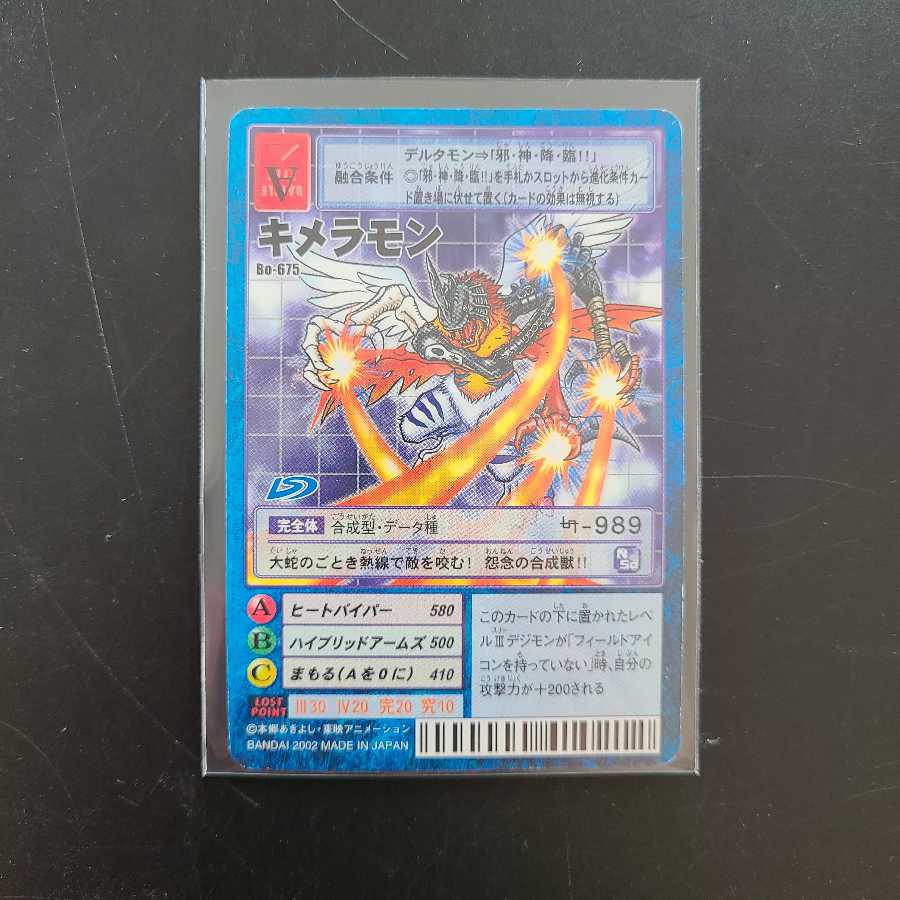 デルタモン⇒「邪・神・降・臨!!」
融合条件
◎「邪・神・降・臨!!」を手札かスロットから進化条件カー
ド置き場に伏せて置く(カードの効果は無視する)
A
キメラモン
Bo-675
完全体 合成型・データ種
-989
大蛇のごとき熱線で敵を咬む! 怨念の合成獣!!
A ヒートバイパー 580
B ハイブリッドアームズ 500
C まもる(Aを0に) 410
このカードの下に置かれたレベ
ルⅢデジモンが「フィールドアイ
コンを持っていない」時、自分の
攻撃力が+200される
LOST POINT Ⅲ30 Ⅳ20 完20 究10
©本郷あきよし・東映アニメーション
BANDAI 2002 MADE IN JAPAN